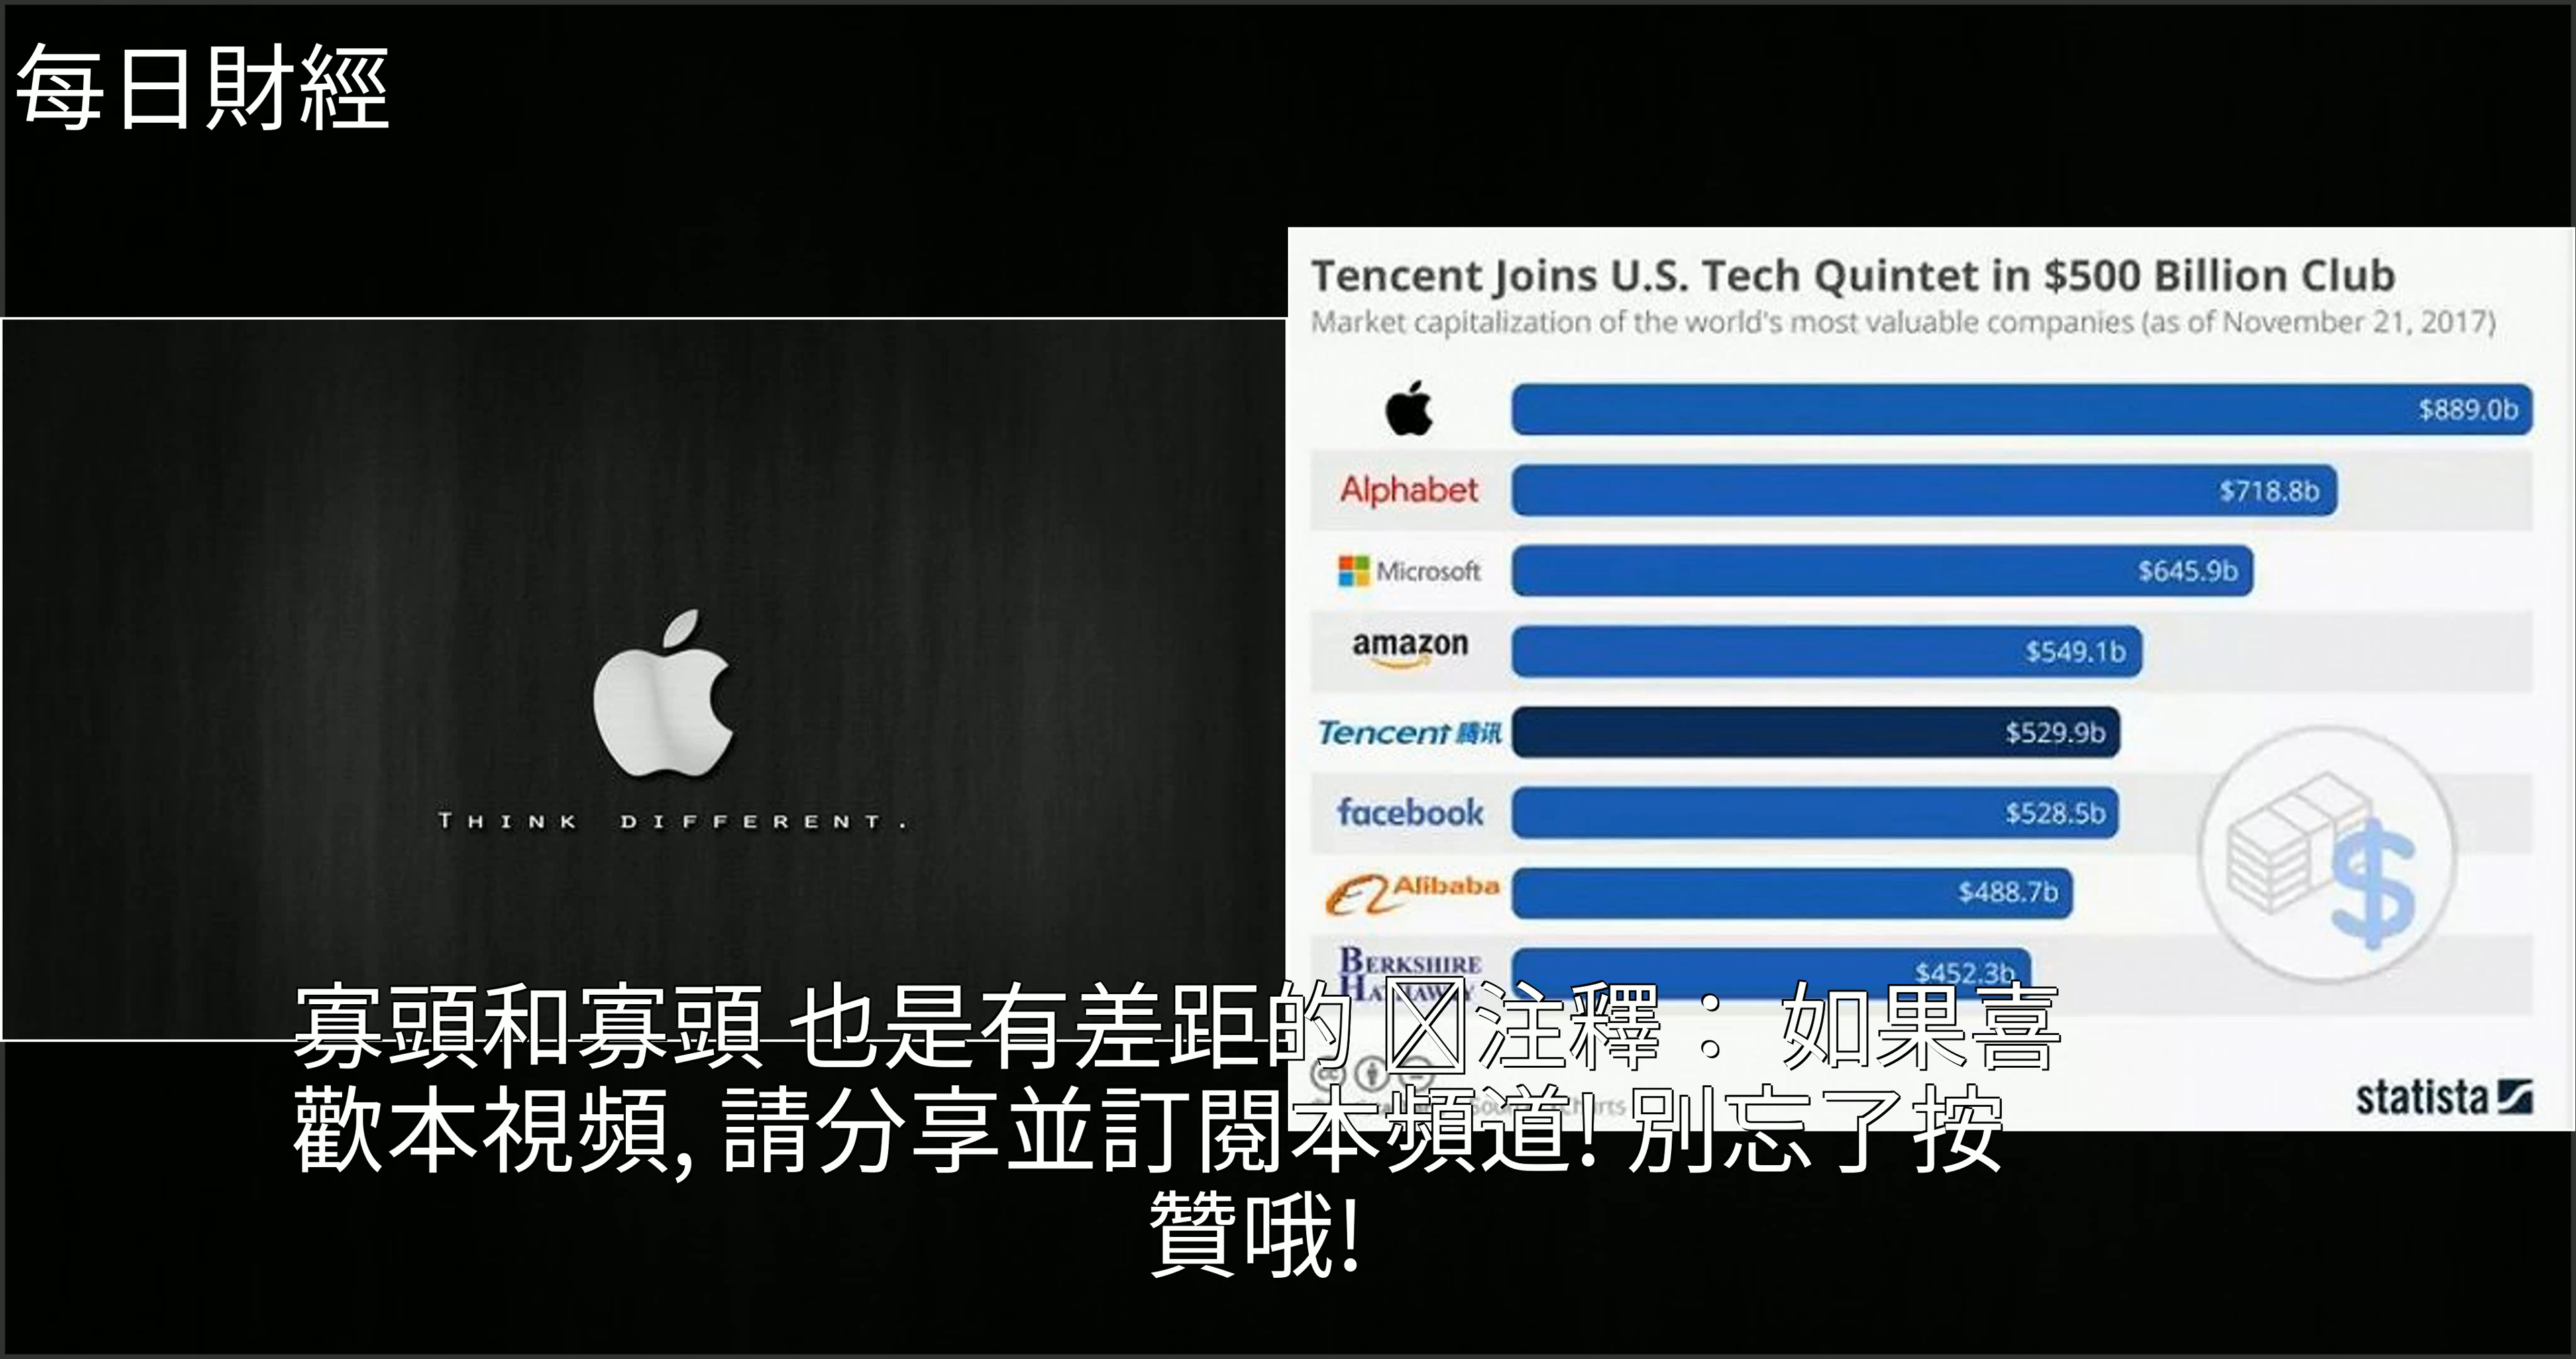 每日財經
THINK DIFFERENT.
Tencent Joins U.S. Tech Quintet in $500 Billion Club
Market capitalization of the world's most valuable companies (as of November 21, 2017)
$889.0b
Alphabet $718.8b
Microsoft $645.9b
amazon $549.1b
Tencent 腾讯 $529.9b
facebook $528.5b
Alibaba $488.7b
BERKSHIRE
HATHAWAY $452.3b
statista
寡頭和寡頭 也是有差距的 注釋： 如果喜
歡本視頻, 請分享並訂閱本頻道! 別忘了按
贊哦!